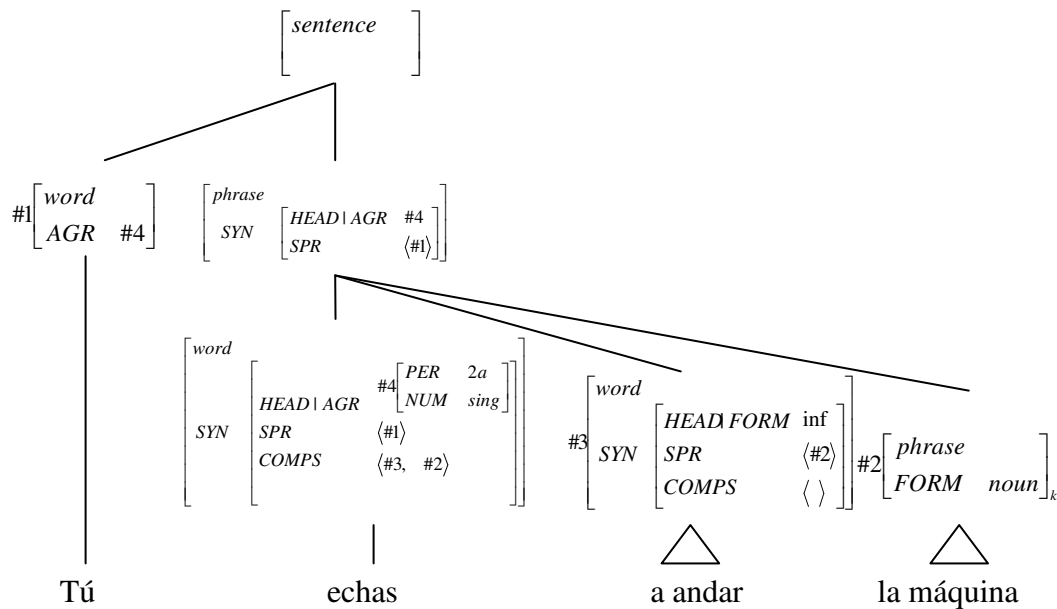 sentence
#1 word
AGR #4
phrase
SYN HEAD | AGR #4
SPR ⟨#1⟩
word
SYN HEAD | AGR #4 PER 2a
NUM sing
SPR ⟨#1⟩
COMPS ⟨#3, #2⟩
#3 word
SYN HEAD | FORM inf
SPR ⟨#2⟩
COMPS ⟨ ⟩
#2 phrase
FORM noun k
Tú echas a andar la máquina